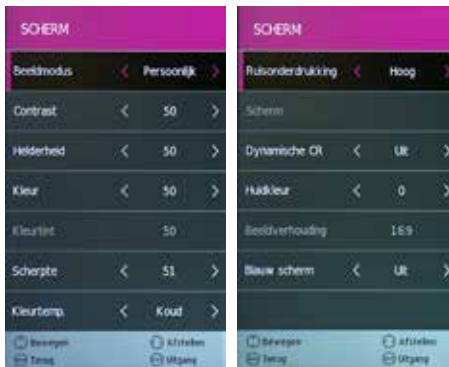 SCHERM
Beeldmodus < Persoonlijk >
Contrast < 50 >
Helderheid < 50 >
Kleur < 50 >
Kleurtint 50
Scherpte < 51 >
Kleurtemp. < Koud >
Bewegen Afstellen
Terug Uitgang
SCHERM
Ruisonderdrukking < Hoog >
Scherm
Dynamische CR < Uit >
Huidkleur < 0 >
Beeldverhouding 16:9
Blauw scherm < Uit >
Bewegen Afstellen
Terug Uitgang